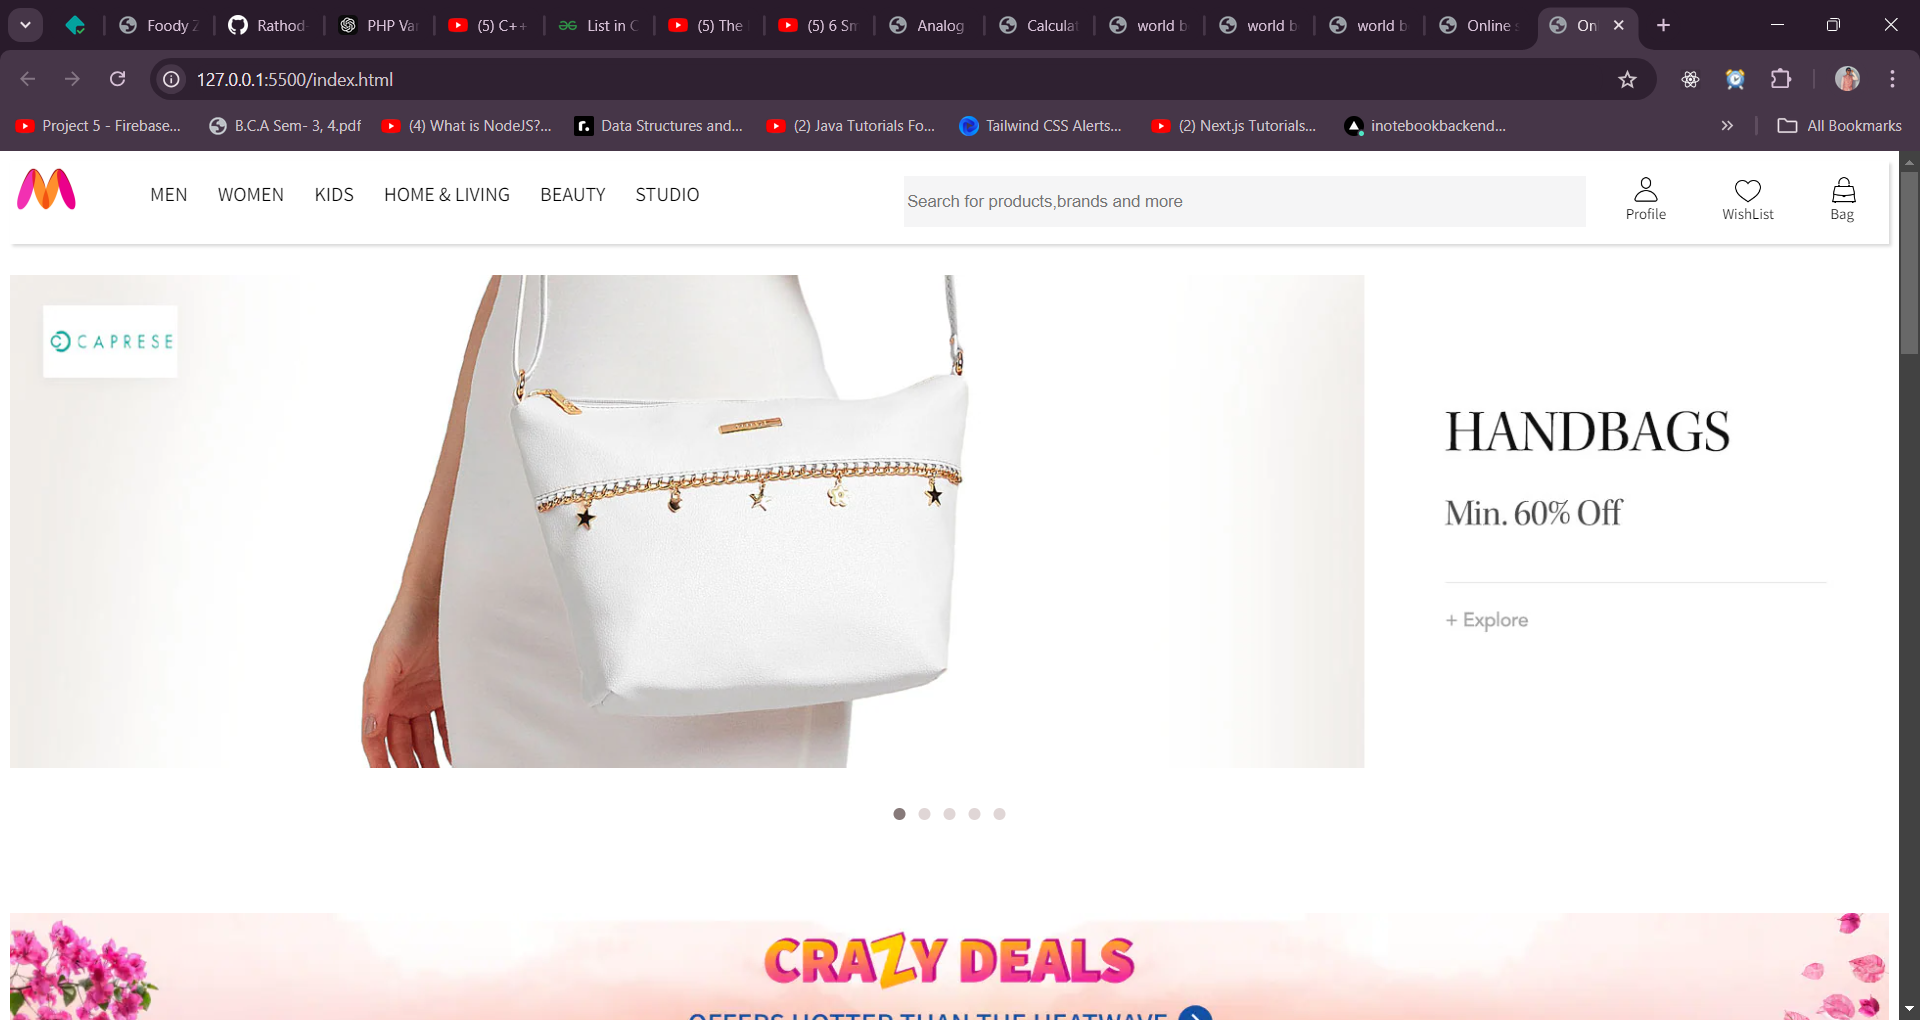 Foody Z
Rathod
PHP Var
(5) C++
List in C
(5) The
(5) 6 Sm
Analog
Calculat
world b
world b
world b
Online s
On
127.0.0.1:5500/index.html
Project 5 - Firebase...
B.C.A Sem- 3, 4.pdf
(4) What is NodeJS?...
Data Structures and...
(2) Java Tutorials Fo...
Tailwind CSS Alerts...
(2) Next.js Tutorials...
inotebookbackend...
All Bookmarks
MEN WOMEN KIDS HOME & LIVING BEAUTY STUDIO
Search for products,brands and more
Profile WishList Bag
CAPRESE
HANDBAGS
Min. 60% Off
+ Explore
CRAZY DEALS
OFFERS HOTTER THAN THE HEATWAVE